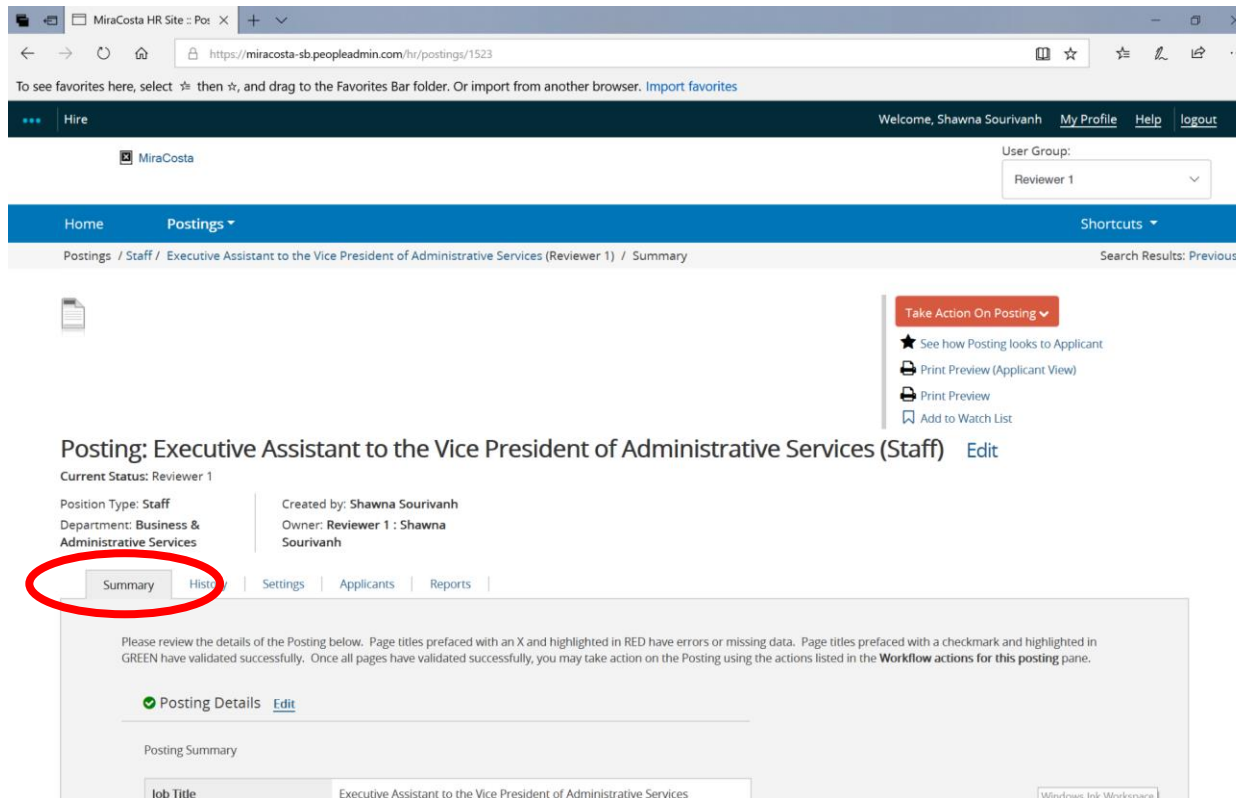 MiraCosta HR Site :: Pos
https://miracosta-sb.peopleadmin.com/hr/postings/1523
To see favorites here, select then , and drag to the Favorites Bar folder. Or import from another browser. Import favorites
Hire Welcome, Shawna Sourivanh My Profile Help logout
MiraCosta User Group:
Reviewer 1
Home Postings Shortcuts
Postings / Staff / Executive Assistant to the Vice President of Administrative Services (Reviewer 1) / Summary Search Results: Previous
Take Action On Posting
See how Posting looks to Applicant
Print Preview (Applicant View)
Print Preview
Add to Watch List
Posting: Executive Assistant to the Vice President of Administrative Services (Staff) Edit
Current Status: Reviewer 1
Position Type: Staff Created by: Shawna Sourivanh
Department: Business & Owner: Reviewer 1 : Shawna
Administrative Services Sourivanh
Summary History Settings Applicants Reports
Please review the details of the Posting below. Page titles prefaced with an X and highlighted in RED have errors or missing data. Page titles prefaced with a checkmark and highlighted in
GREEN have validated successfully. Once all pages have validated successfully, you may take action on the Posting using the actions listed in the Workflow actions for this posting pane.
Posting Details Edit
Posting Summary
Job Title Executive Assistant to the Vice President of Administrative Services
Windows Ink Workspace